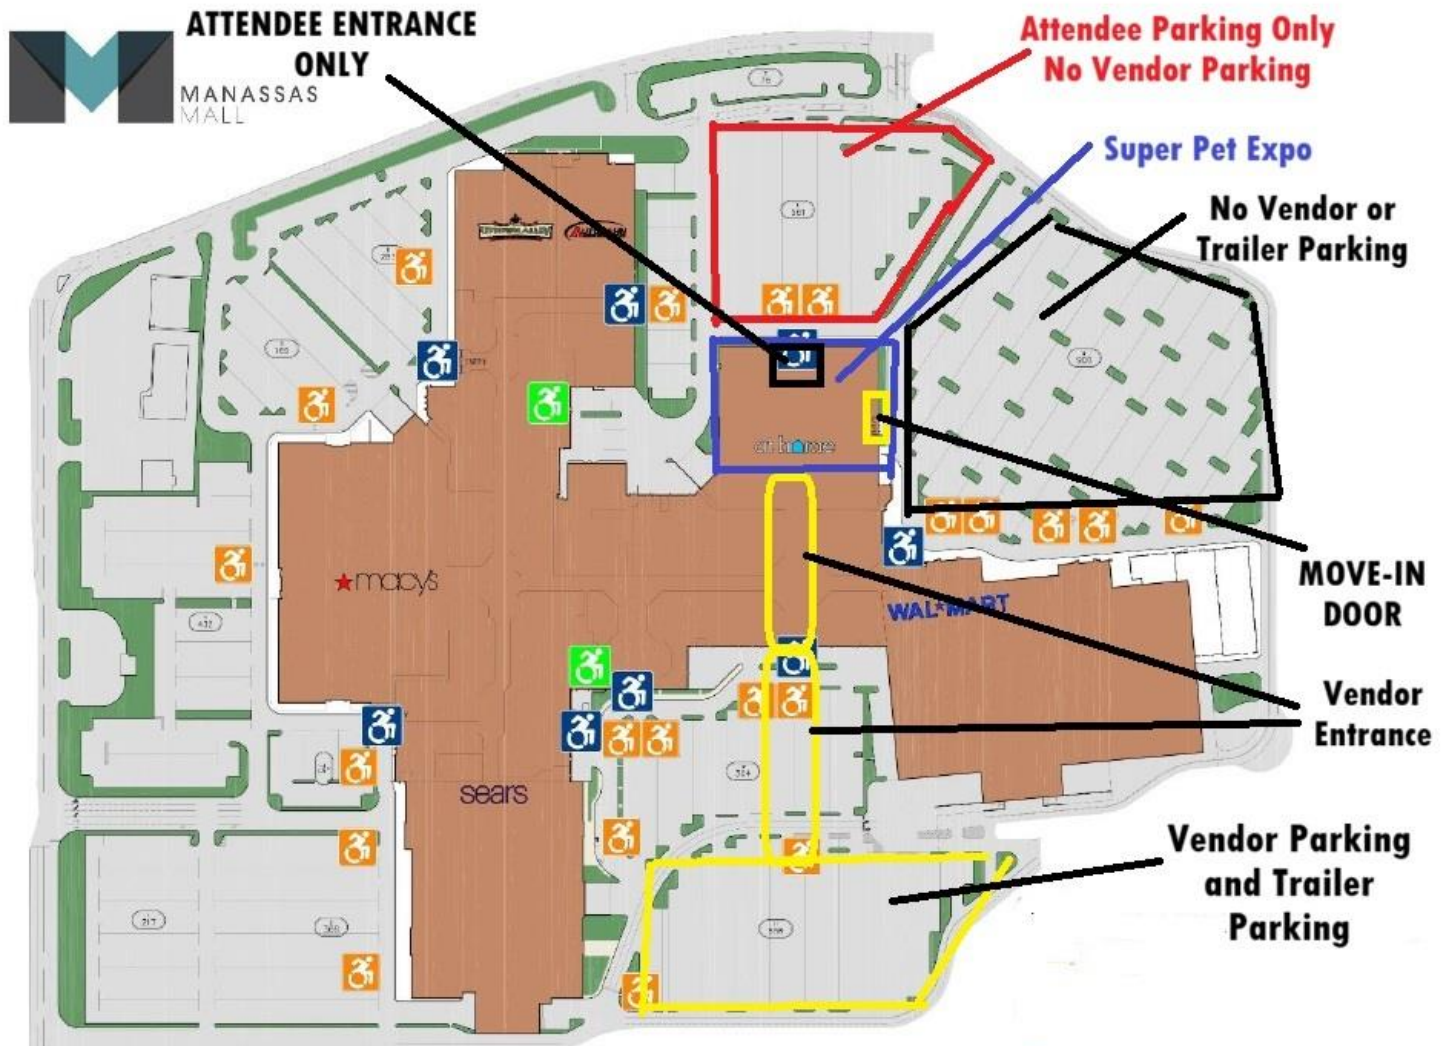 ATTENDEE ENTRANCE
ONLY
MANASSAS
MALL
Attendee Parking Only
No Vendor Parking
Super Pet Expo
No Vendor or
Trailer Parking
at home
macy's
WAL★MART
MOVE-IN
DOOR
Vendor
Entrance
sears
Vendor Parking
and Trailer
Parking